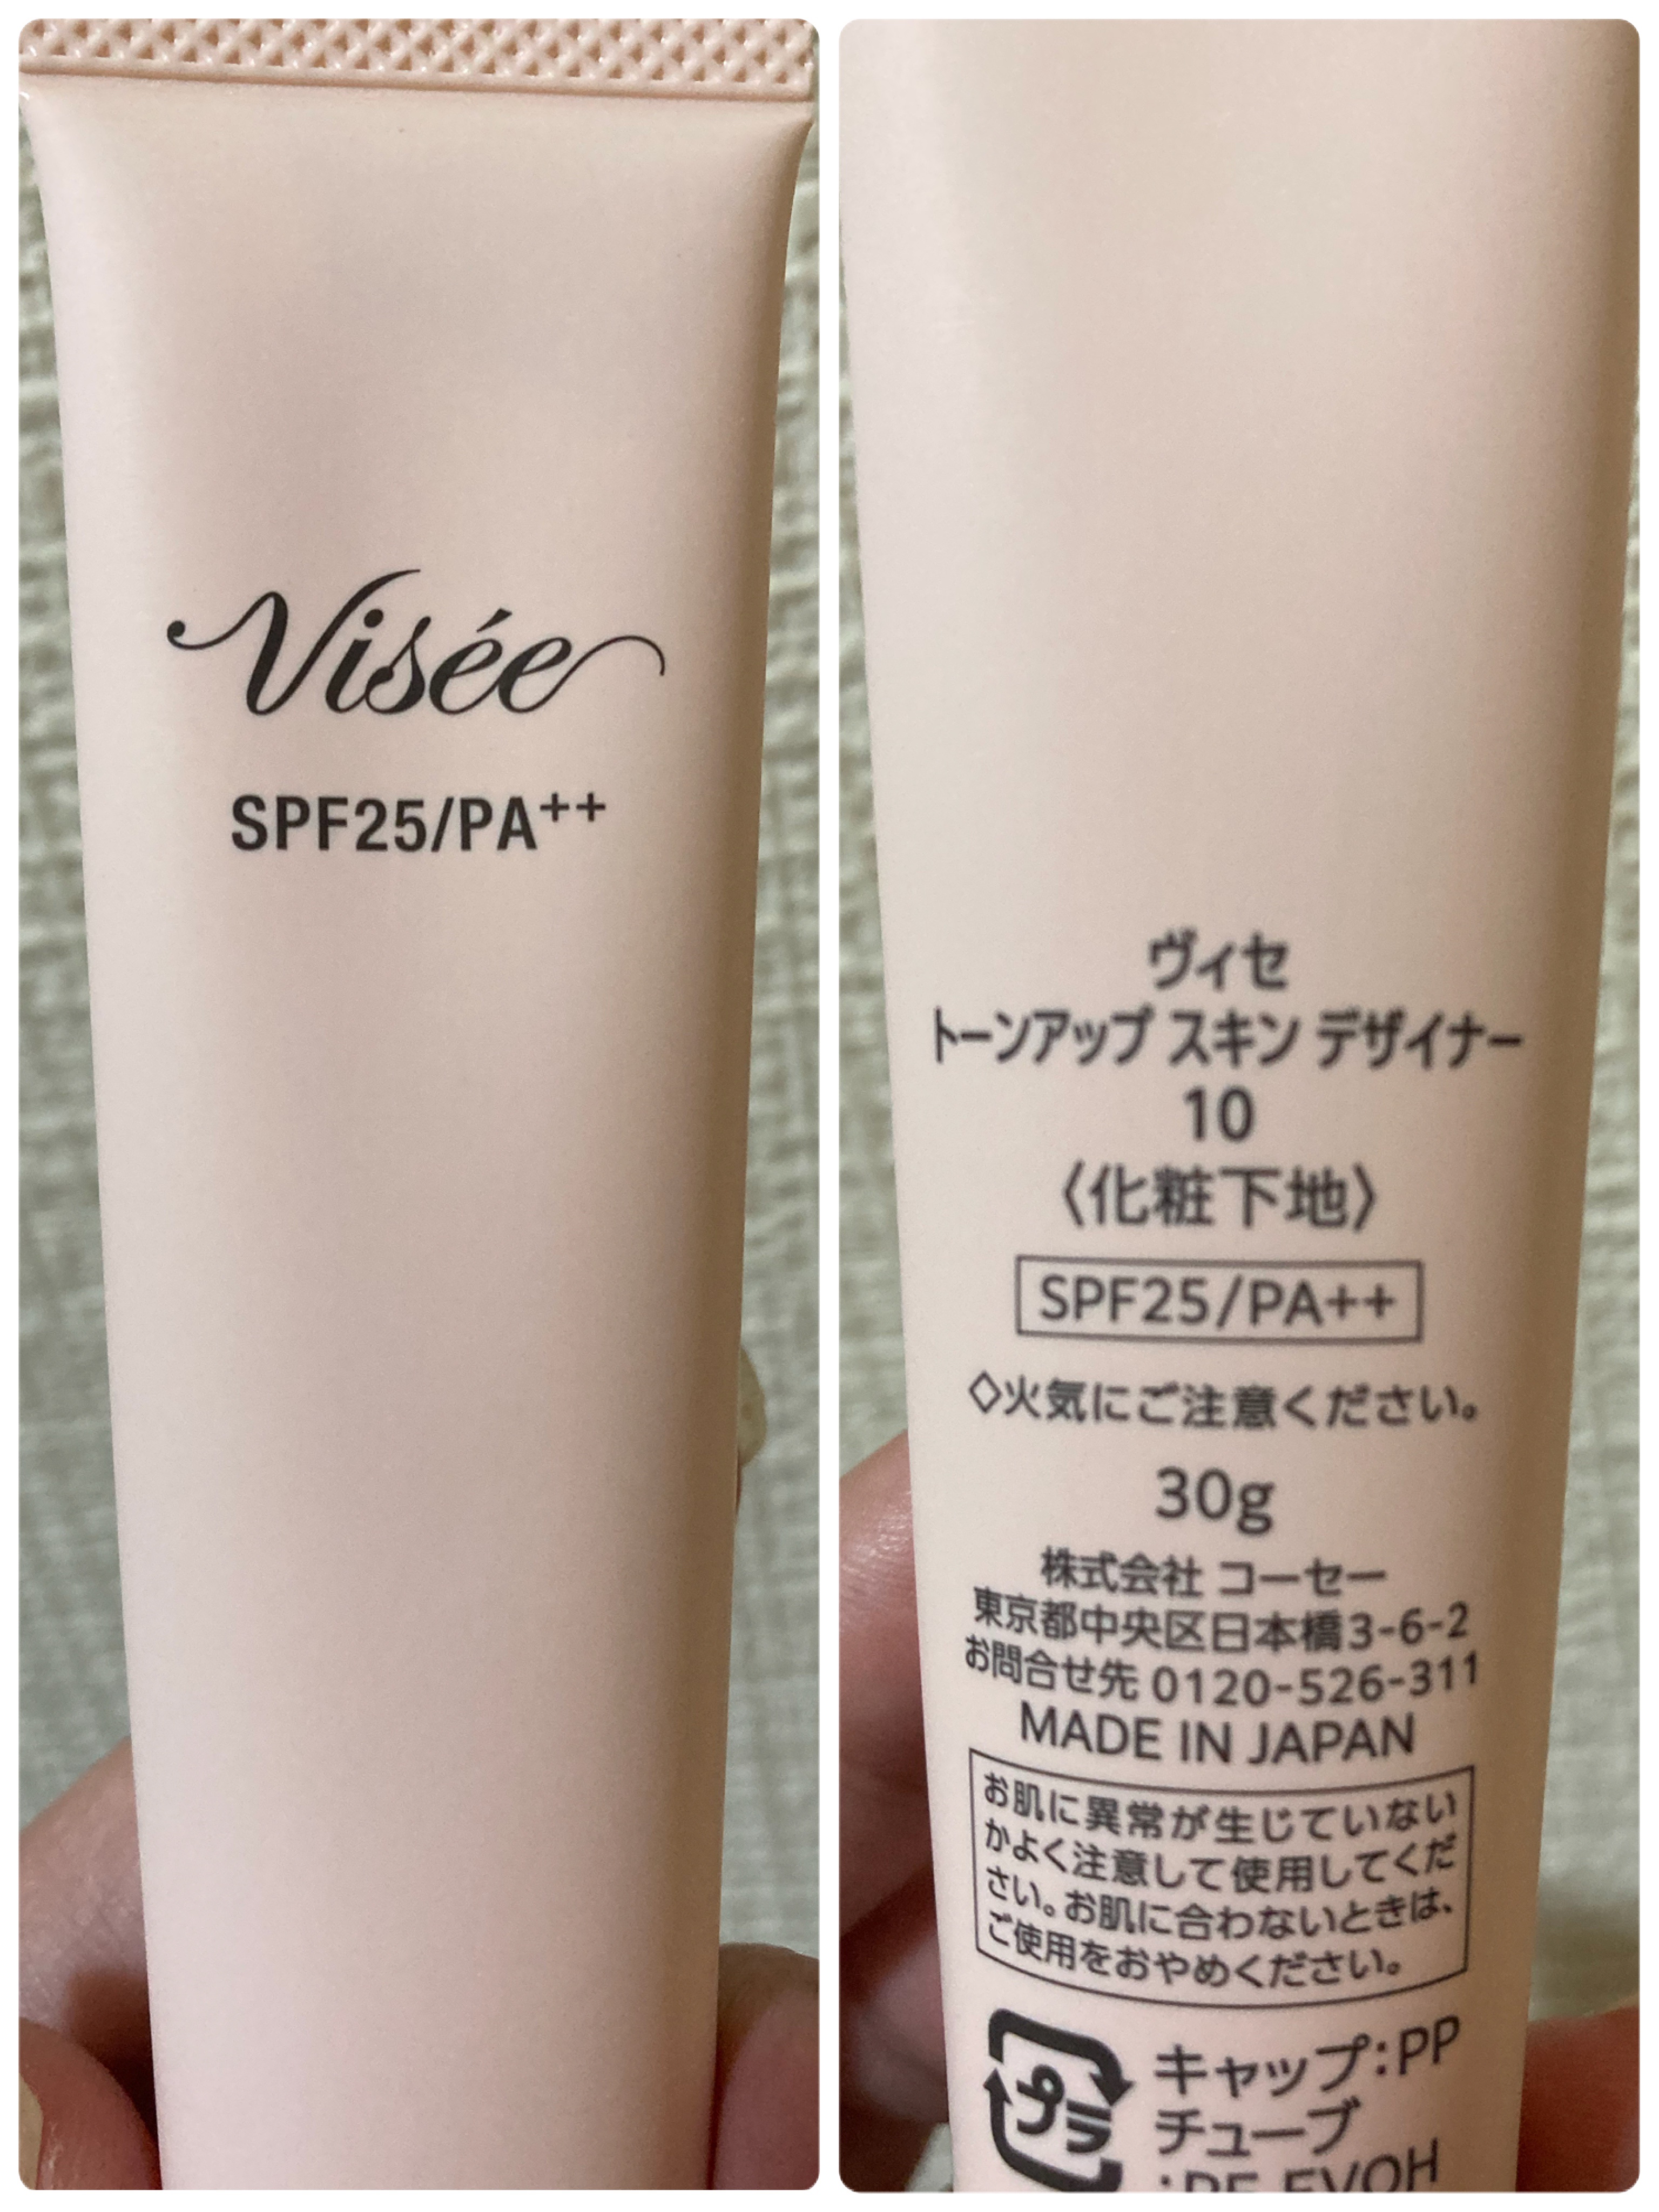 Visée
SPF25/PA++
ヴィセ
トーンアップ スキン デザイナー
10
〈化粧下地〉
SPF25/PA++
◇火気にご注意ください。
30g
株式会社 コーセー
東京都中央区日本橋3-6-2
お問合せ先 0120-526-311
MADE IN JAPAN
お肌に異常が生じていない
かよく注意して使用してくだ
さい。お肌に合わないときは、
ご使用をおやめください。
プラ
キャップ:PP
チューブ
:PE, EVOH